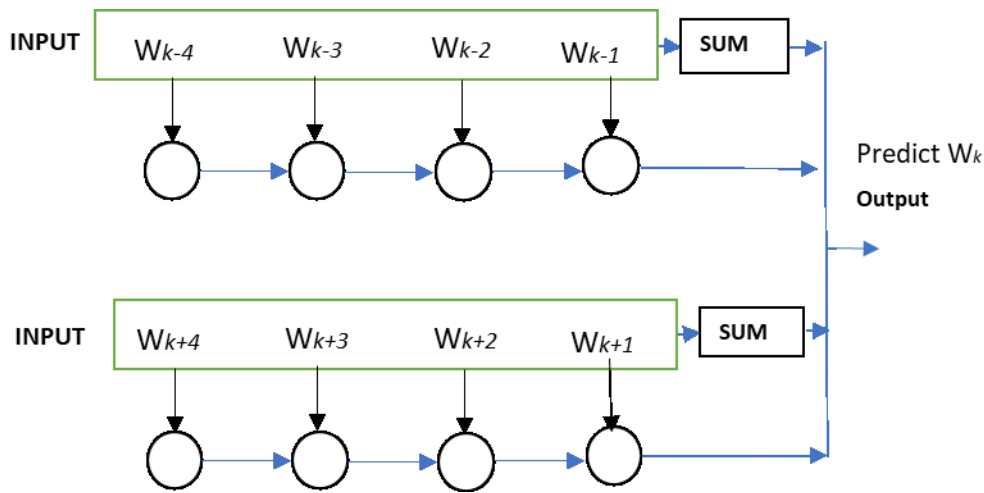 INPUT Wk-4 Wk-3 Wk-2 Wk-1 SUM
Predict Wk
Output
INPUT Wk+4 Wk+3 Wk+2 Wk+1 SUM